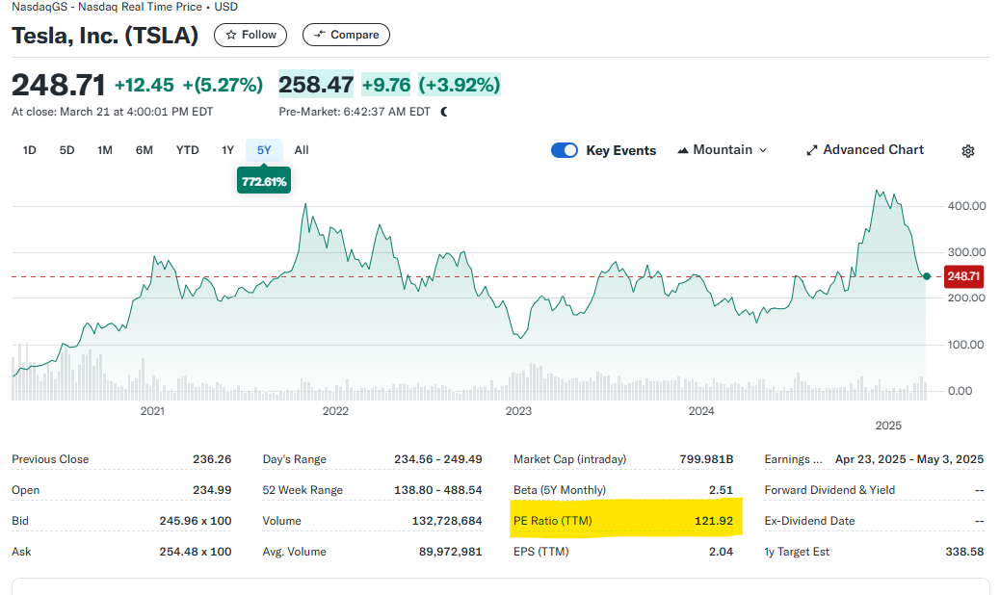 NasdaqGS - Nasdaq Real Time Price • USD
Tesla, Inc. (TSLA) Follow Compare
248.71 +12.45 +(5.27%) 258.47 +9.76 (+3.92%)
At close: March 21 at 4:00:01 PM EDT Pre-Market: 6:42:37 AM EDT
1D 5D 1M 6M YTD 1Y 5Y All Key Events Mountain Advanced Chart
772.61%
400.00
300.00
248.71
200.00
100.00
0.00
2021 2022 2023 2024 2025
Previous Close 236.26 Day's Range 234.56 - 249.49 Market Cap (intraday) 799.981B Earnings ... Apr 23, 2025 - May 3, 2025
Open 234.99 52 Week Range 138.80 - 488.54 Beta (5Y Monthly) 2.51 Forward Dividend & Yield --
Bid 245.96 x 100 Volume 132,728,684 PE Ratio (TTM) 121.92 Ex-Dividend Date --
Ask 254.48 x 100 Avg. Volume 89,972,981 EPS (TTM) 2.04 1y Target Est 338.58